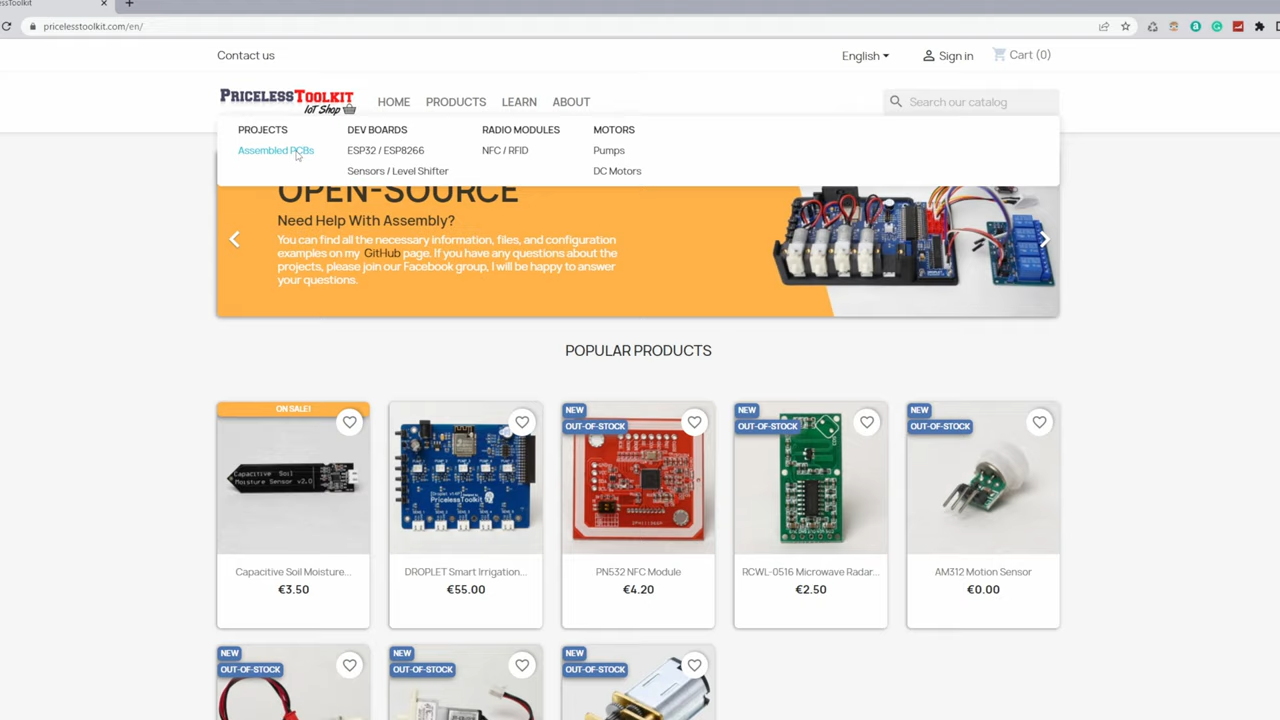 pricelesstoolkit.com/en/
Contact us
English
Sign in
Cart (0)
PRICELESSTOOLKIT
IoT Shop
HOME
PRODUCTS
LEARN
ABOUT
Search our catalog
PROJECTS
DEV BOARDS
RADIO MODULES
MOTORS
Assembled PCBs
ESP32 / ESP8266
NFC / RFID
Pumps
Sensors / Level Shifter
DC Motors
OPEN-SOURCE
Need Help With Assembly?
You can find all the necessary information, files, and configuration
examples on my GitHub page. If you have any questions about the
projects, please join our Facebook group, I will be happy to answer
your questions.
POPULAR PRODUCTS
ON SALE!
Capacitive Soil
Moisture Sensor v2.0
Capacitive Soil Moisture...
€3.50
PricelessToolkit
DROPLET Smart Irrigation...
€55.00
NEW
OUT-OF-STOCK
PN532 NFC Module
€4.20
NEW
OUT-OF-STOCK
RCWL-0516 Microwave Radar...
€2.50
NEW
OUT-OF-STOCK
AM312 Motion Sensor
€0.00
NEW
OUT-OF-STOCK
NEW
OUT-OF-STOCK
NEW
OUT-OF-STOCK